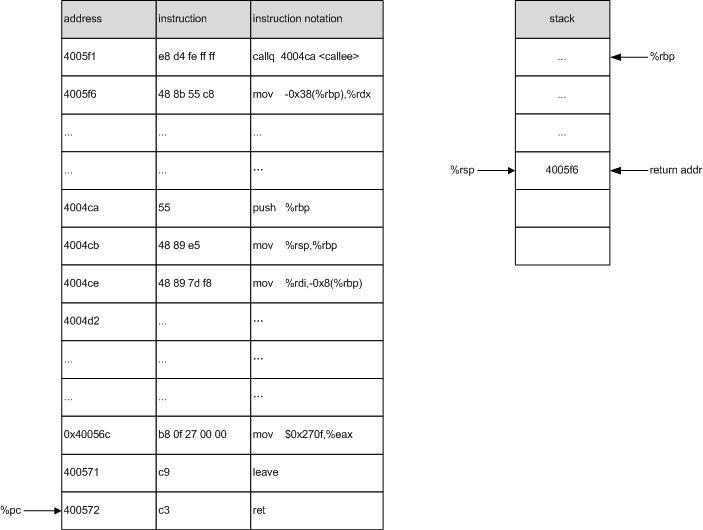 address instruction instruction notation stack
4005f1 e8 d4 fe ff ff callq 4004ca <callee> ... %rbp
4005f6 48 8b 55 c8 mov -0x38(%rbp),%rdx ...
... ... ... ...
... ... ... %rsp 4005f6 return addr
4004ca 55 push %rbp
4004cb 48 89 e5 mov %rsp,%rbp
4004ce 48 89 7d f8 mov %rdi,-0x8(%rbp)
4004d2 ... ...
... ... ...
... ... ...
0x40056c b8 0f 27 00 00 mov $0x270f,%eax
400571 c9 leave
%pc 400572 c3 ret